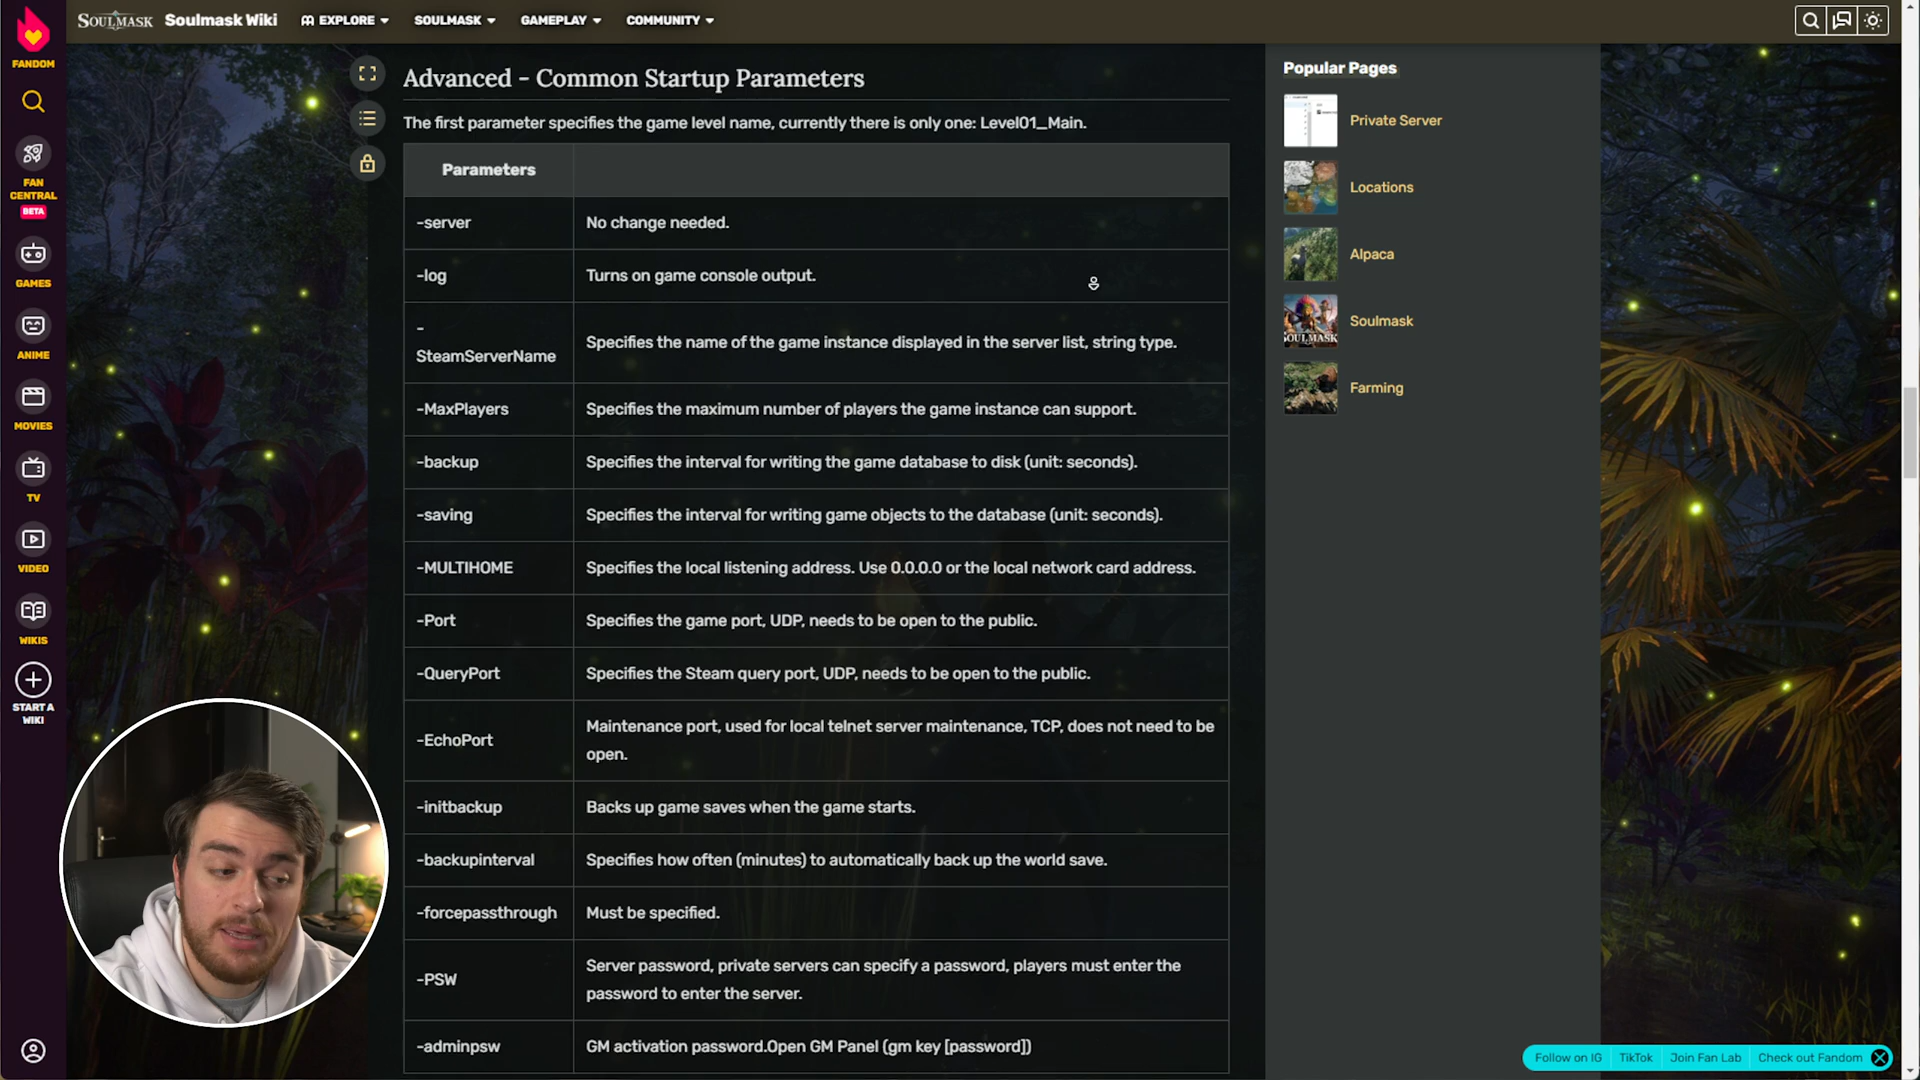 SOULMASK
Soulmask Wiki
EXPLORE
SOULMASK
GAMEPLAY
COMMUNITY
FANDOM
FAN
CENTRAL
BETA
GAMES
ANIME
MOVIES
TV
VIDEO
WIKIS
START A
WIKI
Advanced - Common Startup Parameters
The first parameter specifies the game level name, currently there is only one: Level01_Main.
Parameters
-server
No change needed.
-log
Turns on game console output.
-
SteamServerName
Specifies the name of the game instance displayed in the server list, string type.
-MaxPlayers
Specifies the maximum number of players the game instance can support.
-backup
Specifies the interval for writing the game database to disk (unit: seconds).
-saving
Specifies the interval for writing game objects to the database (unit: seconds).
-MULTIHOME
Specifies the local listening address. Use 0.0.0.0 or the local network card address.
-Port
Specifies the game port, UDP, needs to be open to the public.
-QueryPort
Specifies the Steam query port, UDP, needs to be open to the public.
-EchoPort
Maintenance port, used for local telnet server maintenance, TCP, does not need to be
open.
-initbackup
Backs up game saves when the game starts.
-backupinterval
Specifies how often (minutes) to automatically back up the world save.
-forcepassthrough
Must be specified.
-PSW
Server password, private servers can specify a password, players must enter the
password to enter the server.
-adminpsw
GM activation password.Open GM Panel (gm key [password])
Popular Pages
Private Server
Locations
Alpaca
SOULMASK
Soulmask
Farming
Follow on IG
TikTok
Join Fan Lab
Check out Fandom